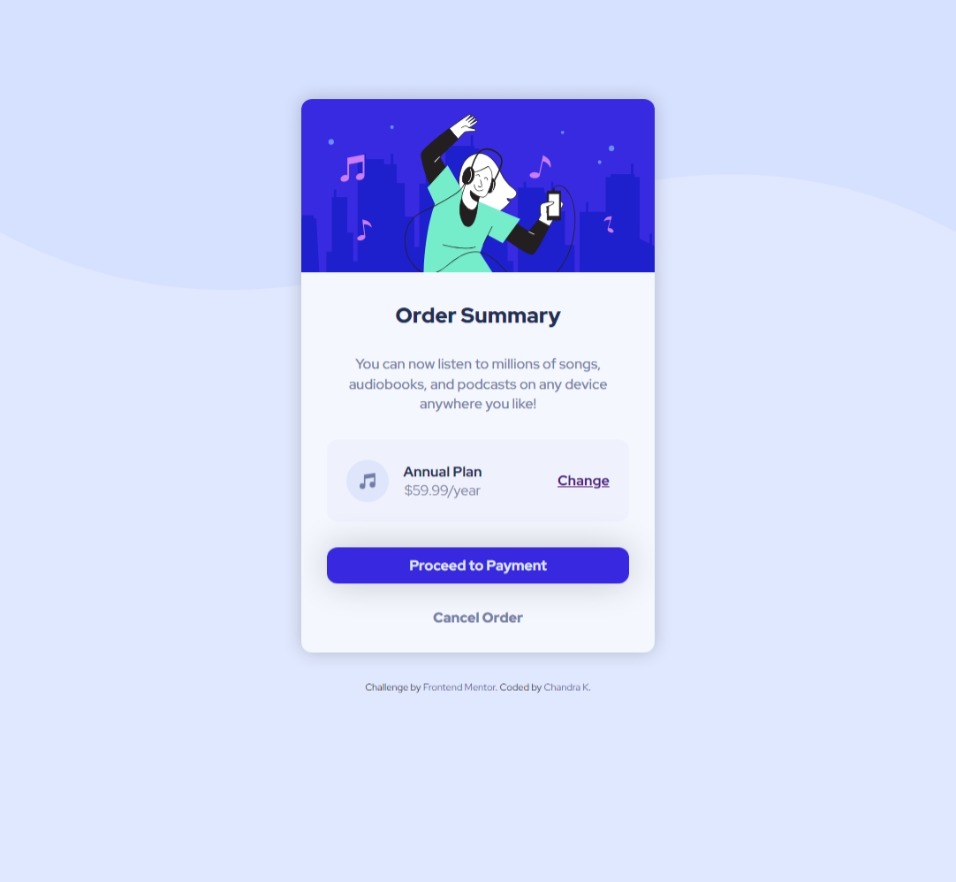 Order Summary
You can now listen to millions of songs,
audiobooks, and podcasts on any device
anywhere you like!
Annual Plan
$59.99/year
Change
Proceed to Payment
Cancel Order
Challenge by Frontend Mentor. Coded by Chandra K.